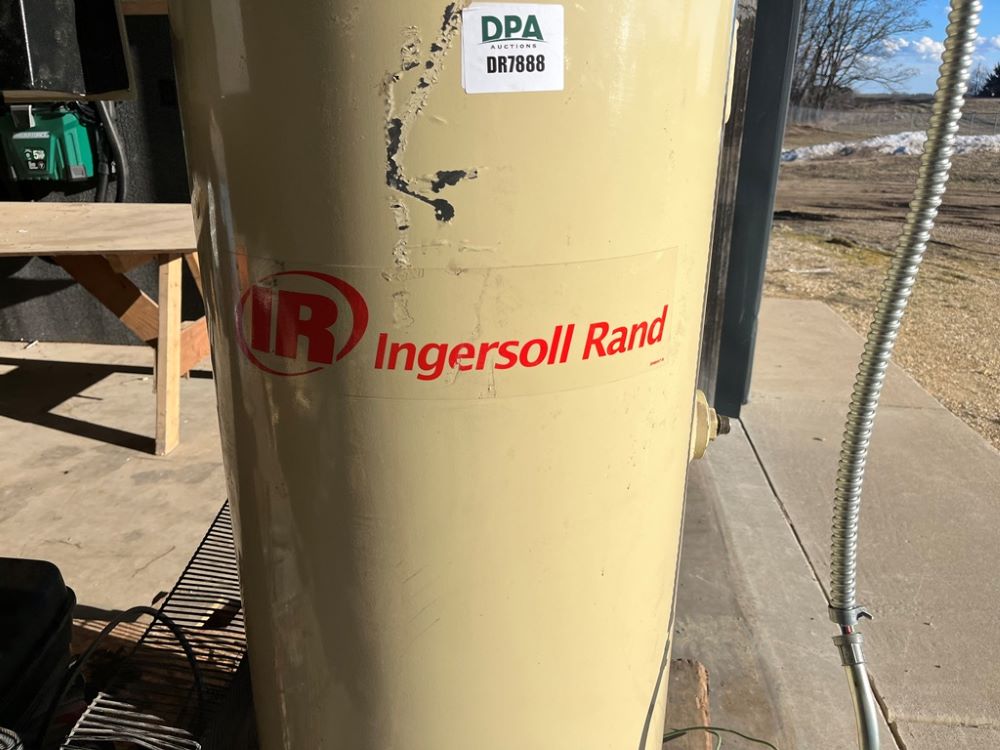 DPA
AUCTIONS
DR7888
IR Ingersoll Rand